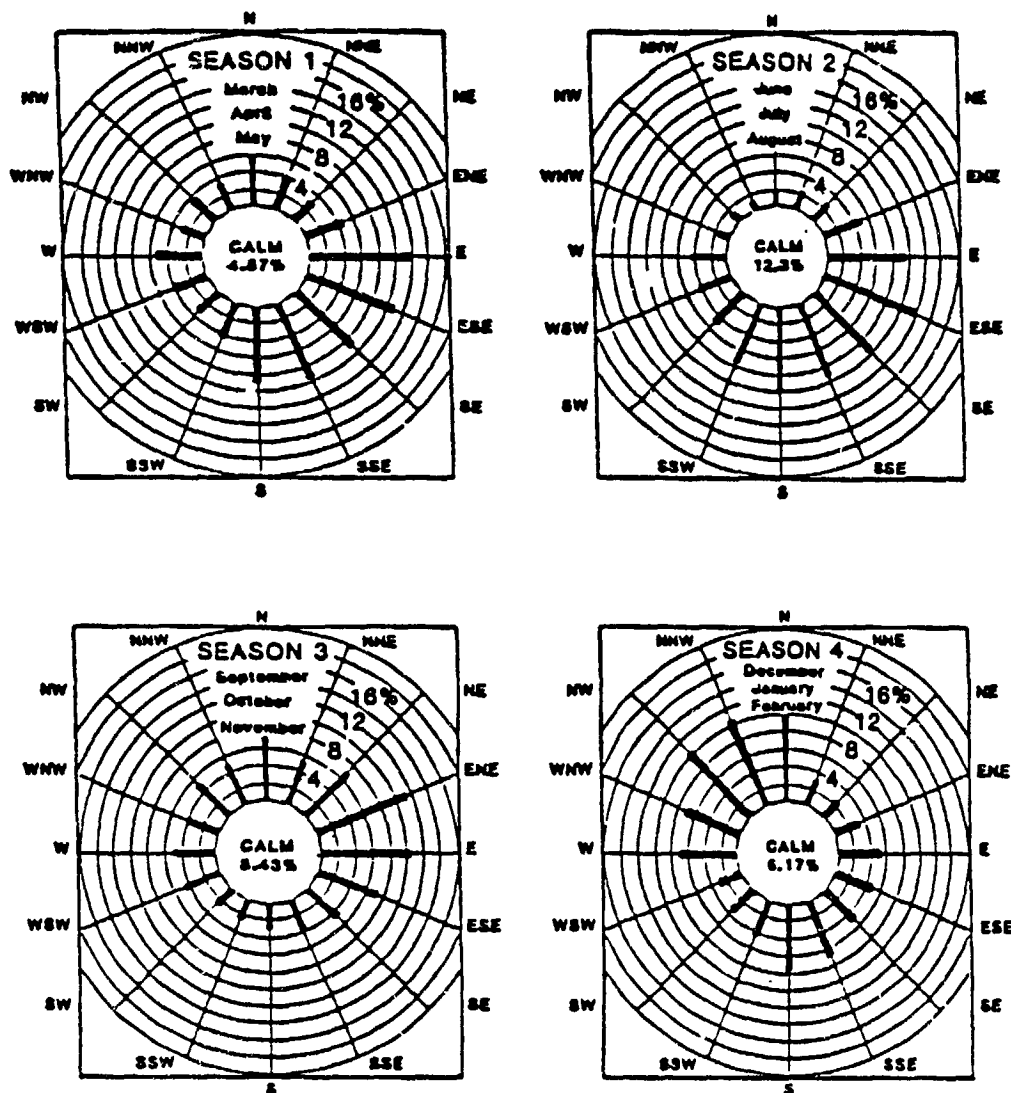 N
NNW NNE
SEASON 1
March
April
May
16%
12
8
4
NW NE
WNW ENE
W E
CALM
4.87%
WSW ESE
SW SE
SSW SSE
S
N
NNW NNE
SEASON 2
June
July
August
16%
12
8
4
NW NE
WNW ENE
W E
CALM
12.3%
WSW ESE
SW SE
SSW SSE
S
N
NNW NNE
SEASON 3
September
October
November
16%
12
8
4
NW NE
WNW ENE
W E
CALM
WSW ESE
SW SE
SSW SSE
S
N
NNW NNE
SEASON 4
December
January
February
16%
12
8
4
NW NE
WNW ENE
W E
CALM
6.17%
WSW ESE
SW SE
SSW SSE
S